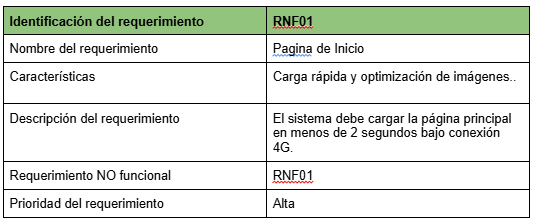 Identificación del requerimiento RNF01
Nombre del requerimiento Pagina de Inicio
Características Carga rápida y optimización de imágenes..
Descripción del requerimiento El sistema debe cargar la página principal
en menos de 2 segundos bajo conexión
4G.
Requerimiento NO funcional RNF01
Prioridad del requerimiento Alta